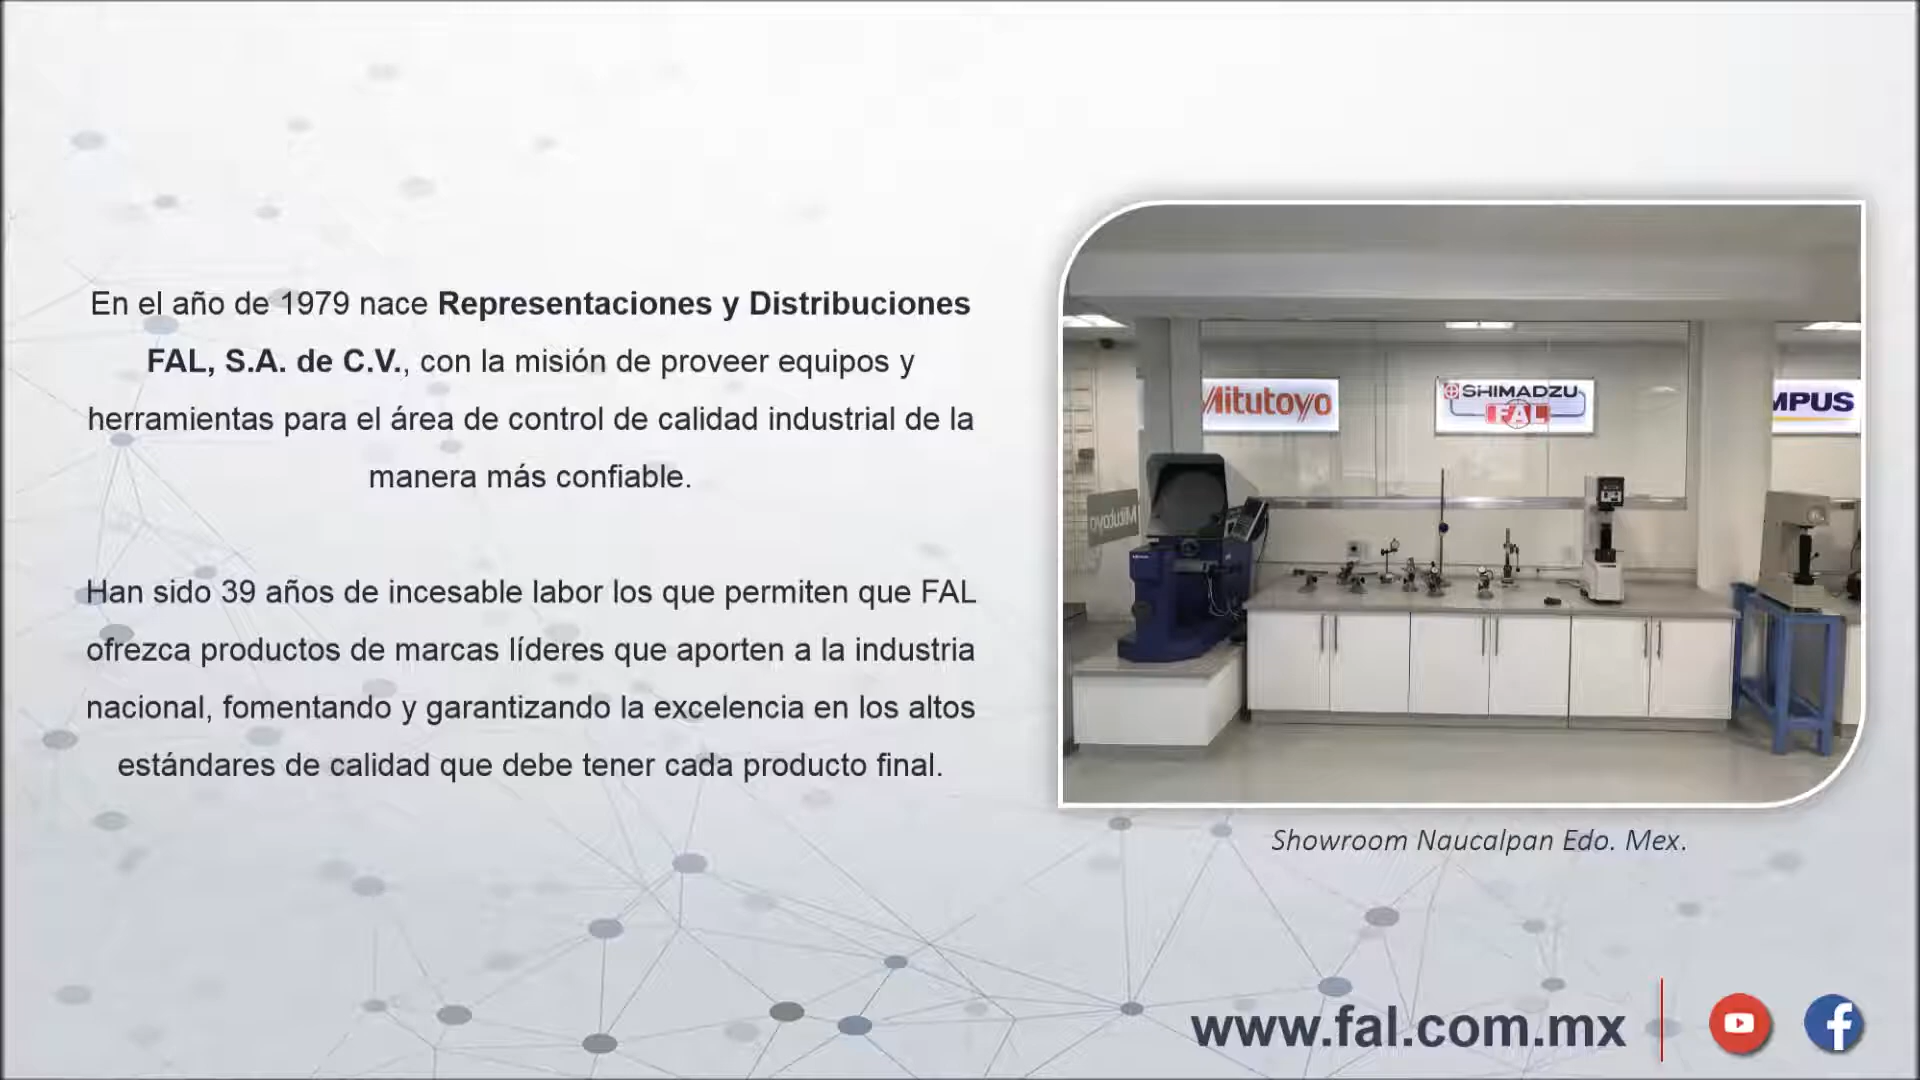 En el año de 1979 nace Representaciones y Distribuciones
FAL, S.A. de C.V., con la misión de proveer equipos y
herramientas para el área de control de calidad industrial de la
manera más confiable.
Han sido 39 años de incesable labor los que permiten que FAL
ofrezca productos de marcas líderes que aporten a la industria
nacional, fomentando y garantizando la excelencia en los altos
estándares de calidad que debe tener cada producto final.
Mitutoyo
SHIMADZU
FAL
MPUS
Mitutoyo
Showroom Naucalpan Edo. Mex.
www.fal.com.mx